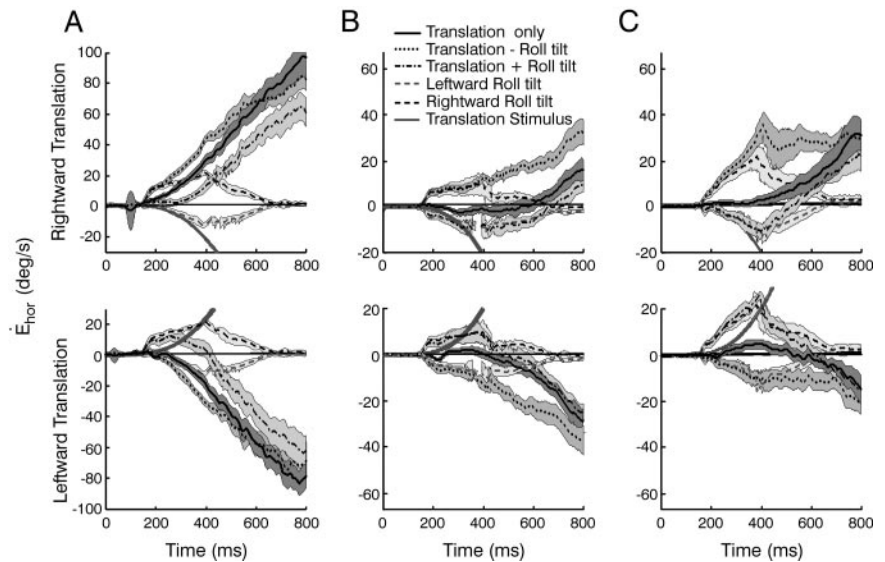 A
B
C
Translation only
Translation - Roll tilt
Translation + Roll tilt
Leftward Roll tilt
Rightward Roll tilt
Translation Stimulus
Rightward Translation
100
80
60
40
20
0
-20
0 200 400 600 800
60
40
20
0
-20
0 200 400 600 800
60
40
20
0
-20
0 200 400 600 800
Ėhor (deg/s)
Leftward Translation
20
0
-20
-40
-60
-80
-100
0 200 400 600 800
Time (ms)
20
0
-20
-40
-60
0 200 400 600 800
Time (ms)
20
0
-20
-40
-60
0 200 400 600 800
Time (ms)